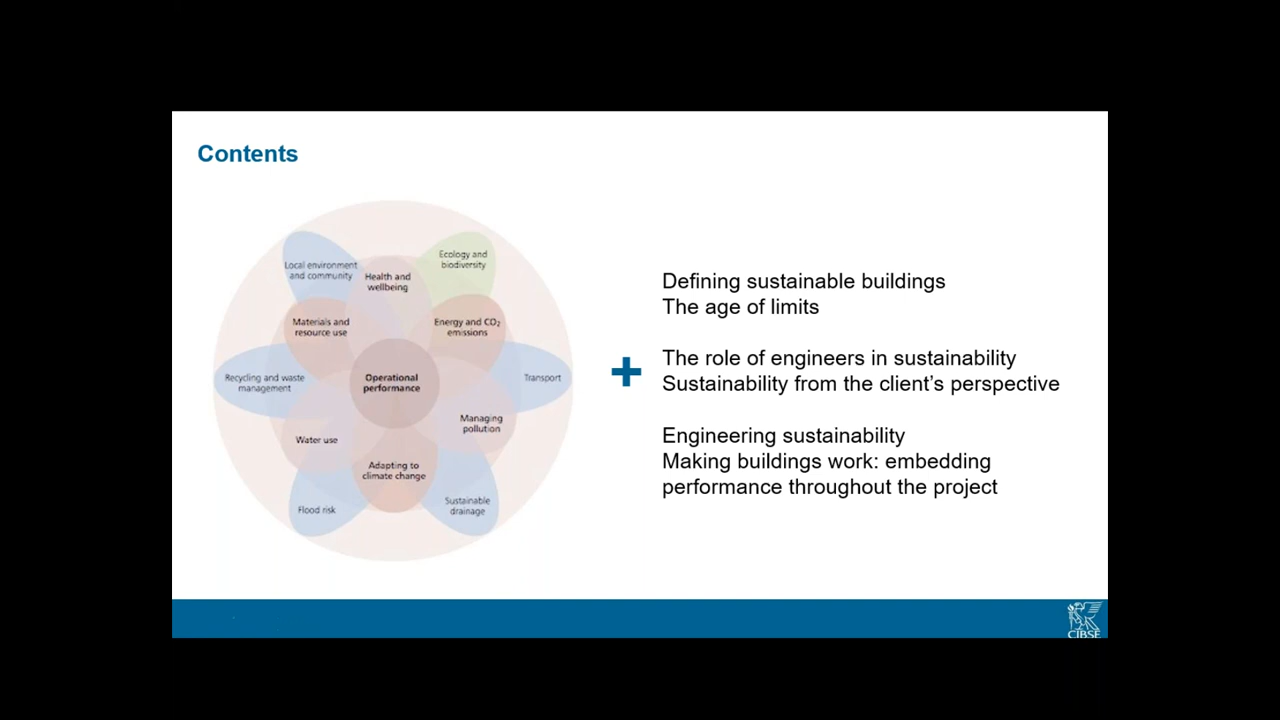 Contents
Local environment
and community
Health and
wellbeing
Ecology and
biodiversity
Materials and
resource use
Energy and CO₂
emissions
Recycling and waste
management
Operational
performance
Transport
Water use
Managing
pollution
Adapting to
climate change
Flood risk
Sustainable
drainage
+
Defining sustainable buildings
The age of limits
The role of engineers in sustainability
Sustainability from the client’s perspective
Engineering sustainability
Making buildings work: embedding
performance throughout the project
CIBSE